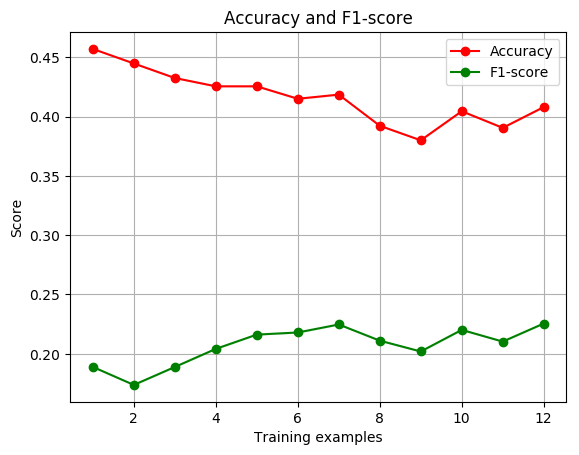 Accuracy and F1-score
Accuracy
F1-score
0.45
0.40
0.35
0.30
0.25
0.20
Score
2 4 6 8 10 12
Training examples